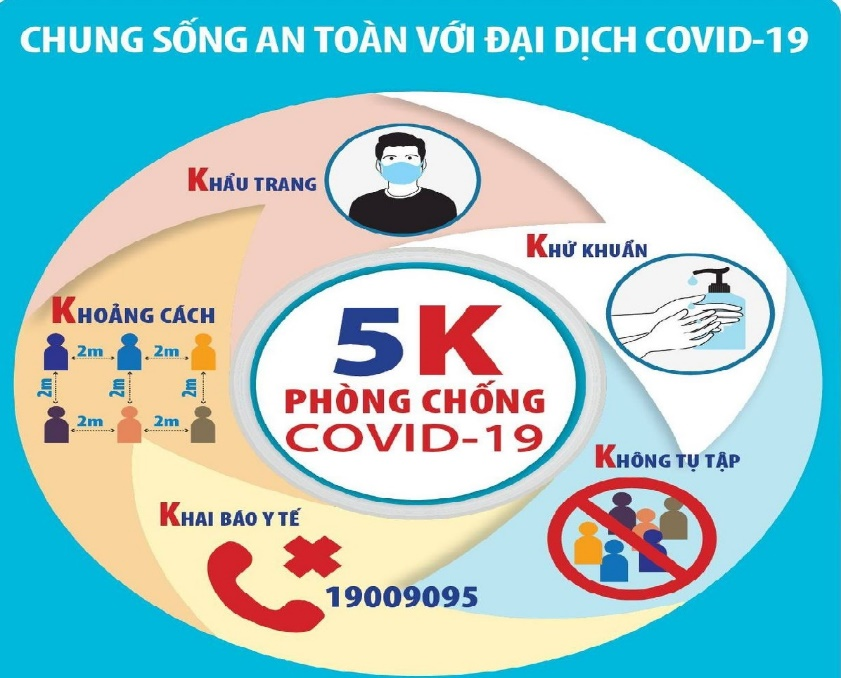 CHUNG SỐNG AN TOÀN VỚI ĐẠI DỊCH COVID-19
KHẨU TRANG
KHỬ KHUẨN
KHOẢNG CÁCH
2m 2m
2m 2m 2m
2m 2m
5K
PHÒNG CHỐNG
COVID-19
KHÔNG TỤ TẬP
KHAI BÁO Y TẾ
19009095